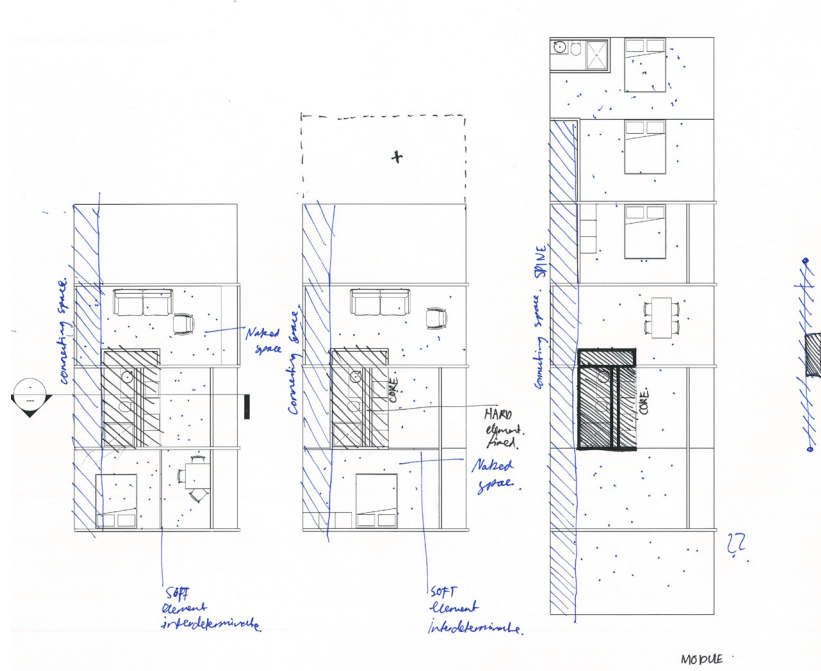 connecting space.
Naked
space
SOFT
element
interdeterminate.
Connecting space.
CORE.
HARD
element.
fixed.
Naked
space.
SOFT
element
interdeterminate.
connecting space. SPINE
CORE.
??
MODULE